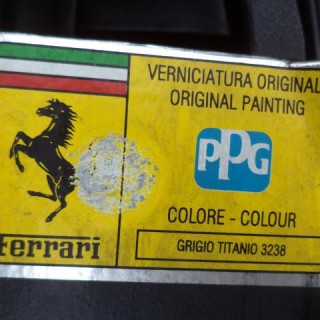 VERNICIATURA ORIGINAL
ORIGINAL PAINTING
PPG
COLORE - COLOUR
GRIGIO TITANIO 3238
ferrari